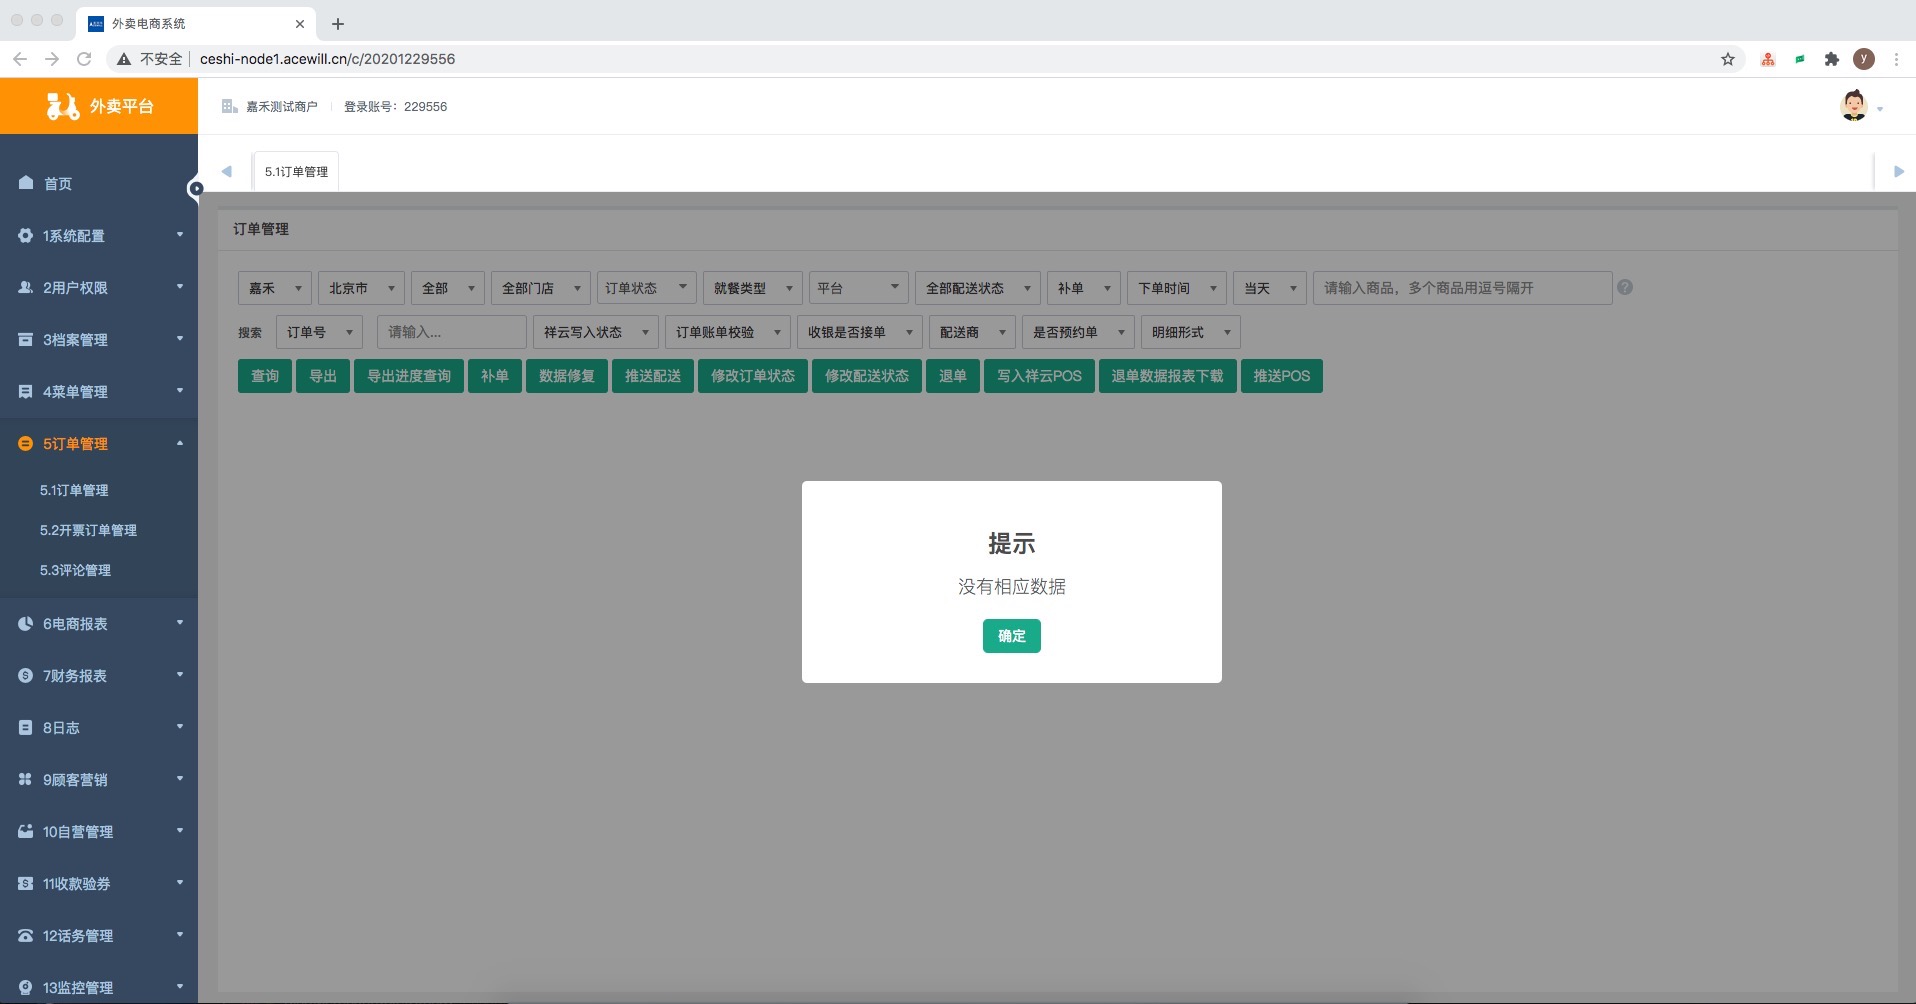 外卖电商系统
不安全 ceshi-node1.acewill.cn/c/20201229556
y
外卖平台
嘉禾测试商户 登录账号：229556
5.1订单管理
首页
1系统配置
2用户权限
3档案管理
4菜单管理
5订单管理
5.1订单管理
5.2开票订单管理
5.3评论管理
6电商报表
7财务报表
8日志
9顾客营销
10自营管理
11收款验券
12话务管理
13监控管理
订单管理
嘉禾 北京市 全部 全部门店 订单状态 就餐类型 平台 全部配送状态 补单 下单时间 当天 请输入商品，多个商品用逗号隔开 ?
搜索 订单号 请输入... 祥云写入状态 订单账单校验 收银是否接单 配送商 是否预约单 明细形式
查询 导出 导出进度查询 补单 数据修复 推送配送 修改订单状态 修改配送状态 退单 写入祥云POS 退单数据报表下载 推送POS
提示
没有相应数据
确定